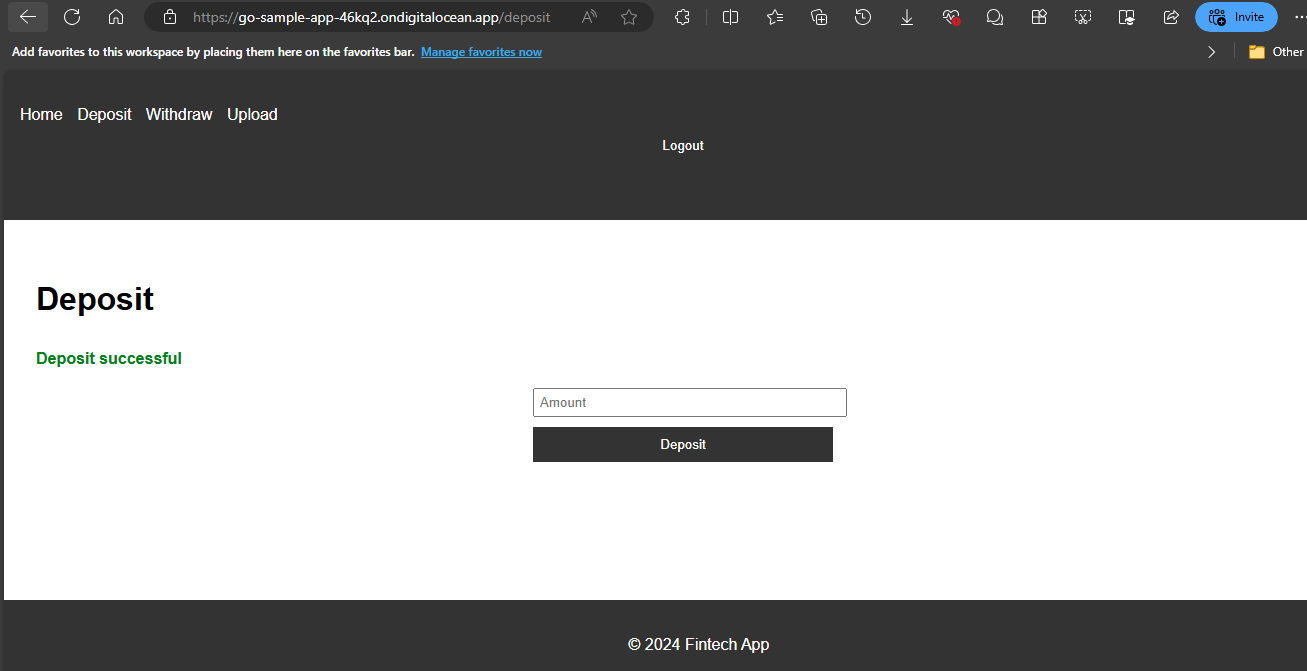 https://go-sample-app-46kq2.ondigitalocean.app/deposit
Invite
Add favorites to this workspace by placing them here on the favorites bar. Manage favorites now
Other
Home Deposit Withdraw Upload
Logout
Deposit
Deposit successful
Amount
Deposit
© 2024 Fintech App